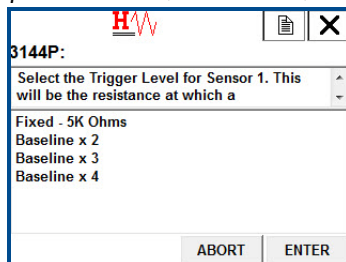 H
3144P:
Select the Trigger Level for Sensor 1. This
will be the resistance at which a
Fixed - 5K Ohms
Baseline x 2
Baseline x 3
Baseline x 4
ABORT
ENTER